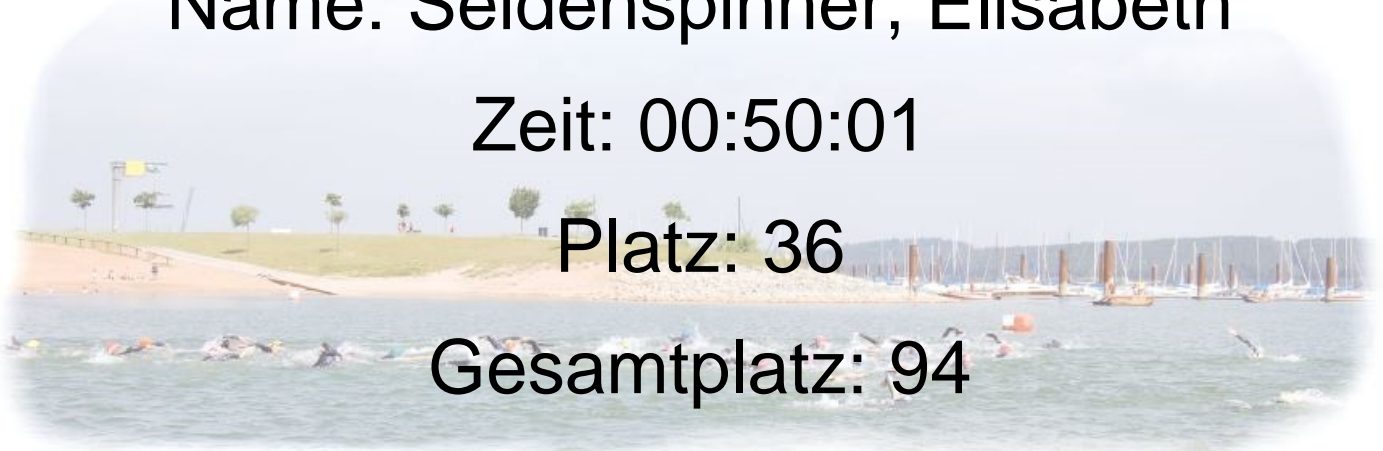 Name: Seidenspinner, Elisabeth
Zeit: 00:50:01
Platz: 36
Gesamtplatz: 94